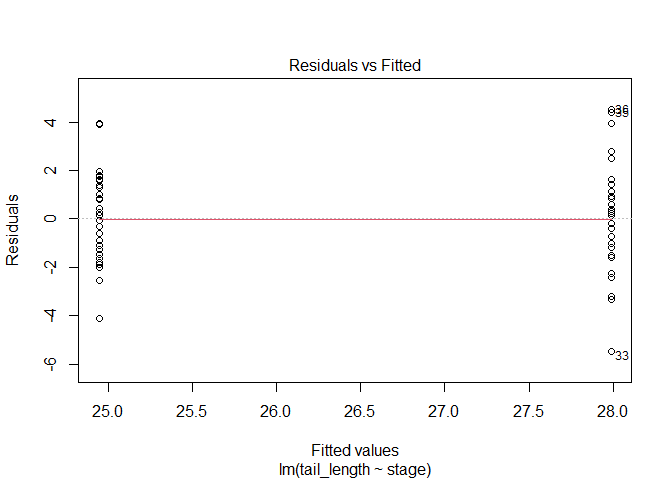 Residuals vs Fitted
Residuals
4
2
0
-2
-4
-6
36
35
33
25.0 25.5 26.0 26.5 27.0 27.5 28.0
Fitted values
lm(tail_length ~ stage)